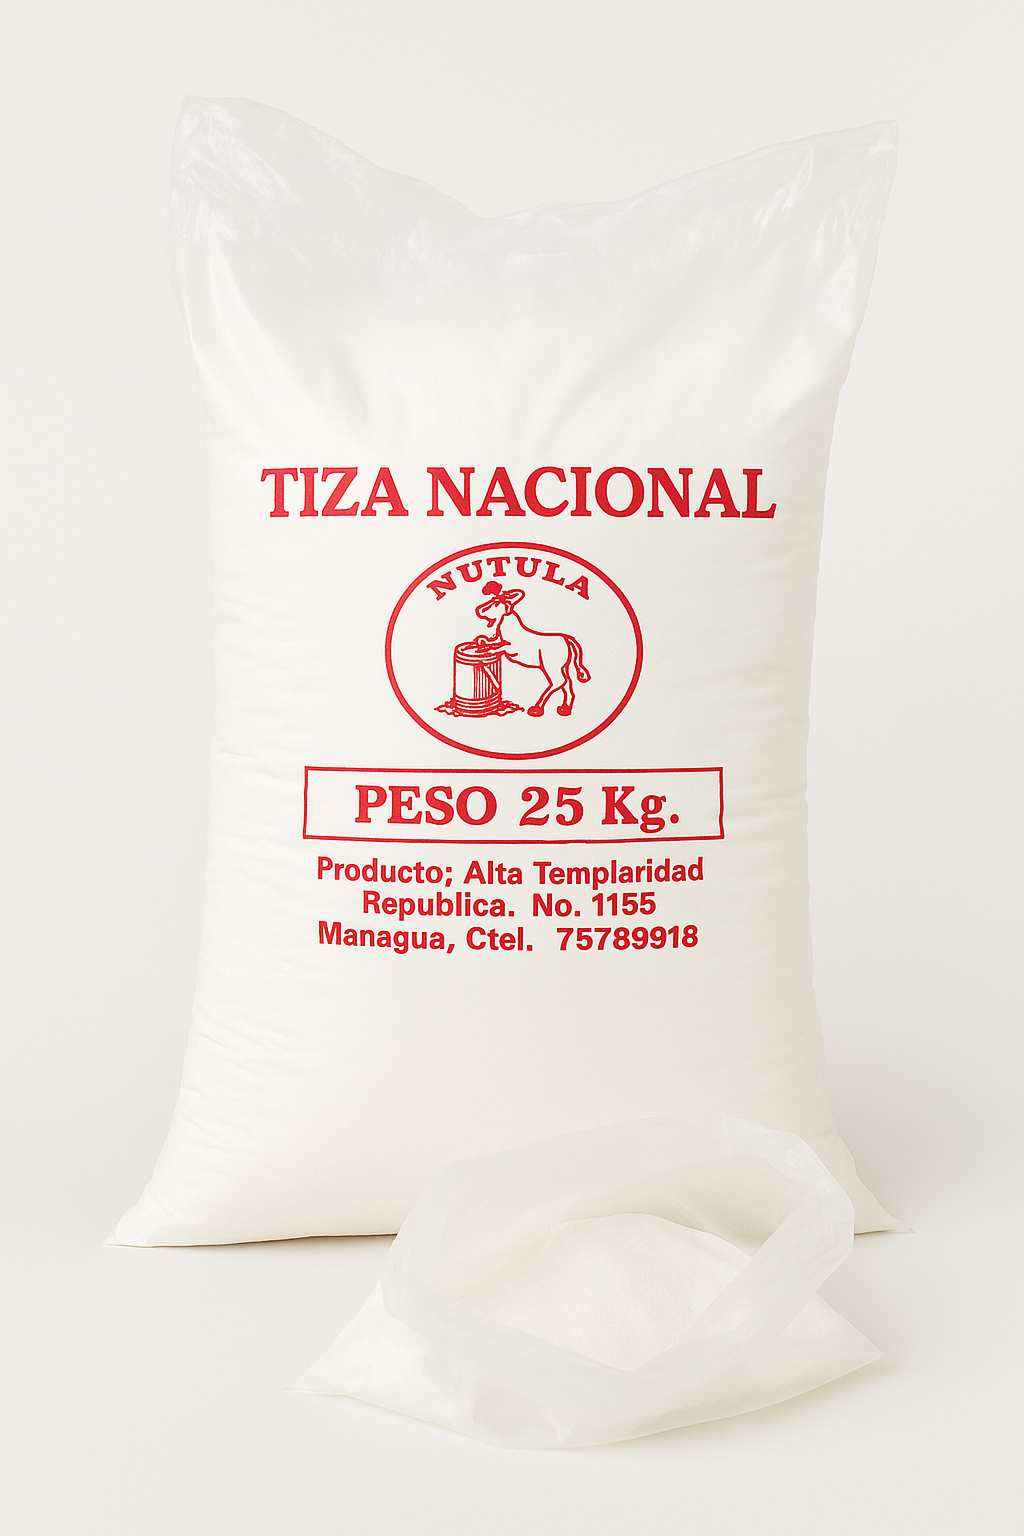 TIZA NACIONAL
NUTULA
PESO 25 Kg.
Producto; Alta Templaridad
Republica. No. 1155
Managua, Ctel. 75789918